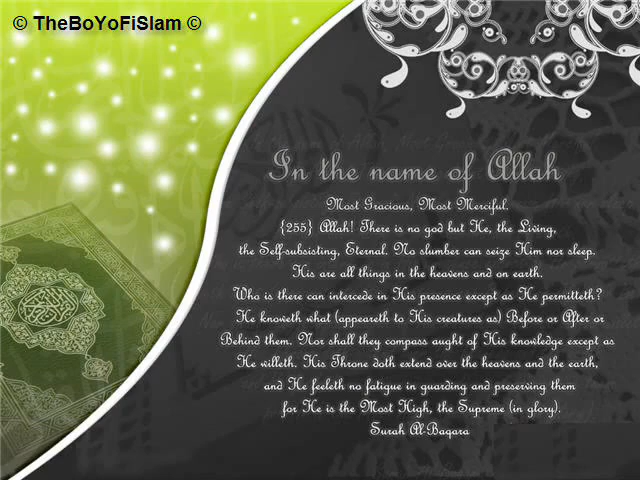 © TheBoYoFiSlam ©
In the name of Allah
Most Gracious, Most Merciful.
{255} Allah! There is no god but He, the Living,
the Self-subsisting, Eternal. No slumber can seize Him nor sleep.
His are all things in the heavens and on earth.
Who is there can intercede in His presence except as He permitteth?
He knoweth what (appeareth to His creatures as) Before or After or
Behind them. Nor shall they compass aught of His knowledge except as
He willeth. His Throne doth extend over the heavens and the earth,
and He feeleth no fatigue in guarding and preserving them
for He is the Most High, the Supreme (in glory).
Surah Al-Baqara